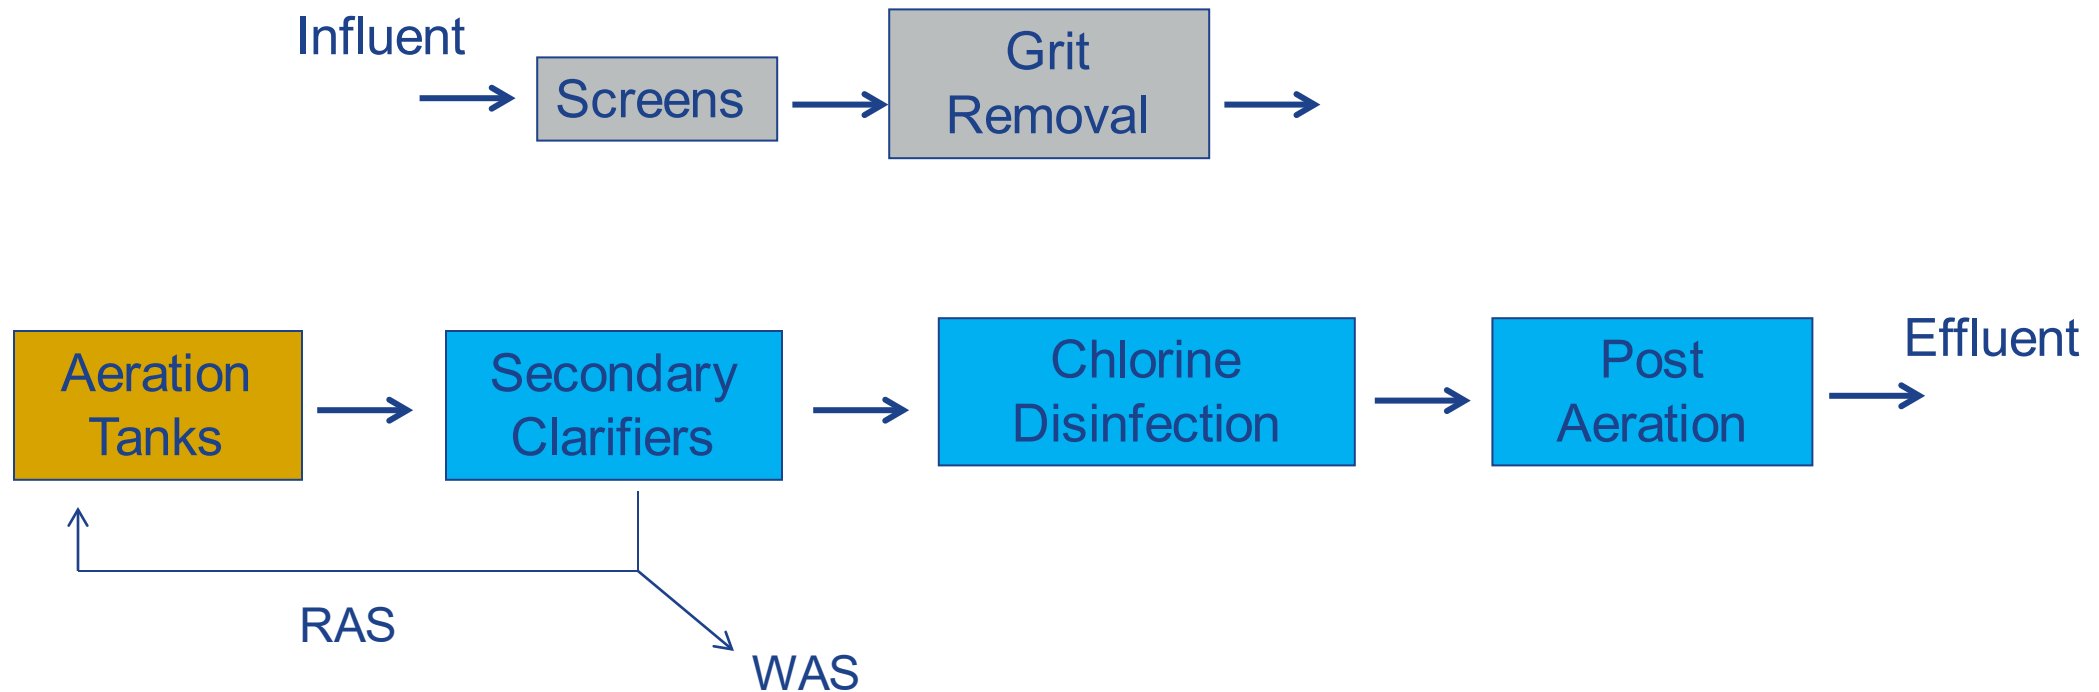 Influent
Screens
Grit
Removal
Aeration
Tanks
Secondary
Clarifiers
Chlorine
Disinfection
Post
Aeration
Effluent
RAS
WAS